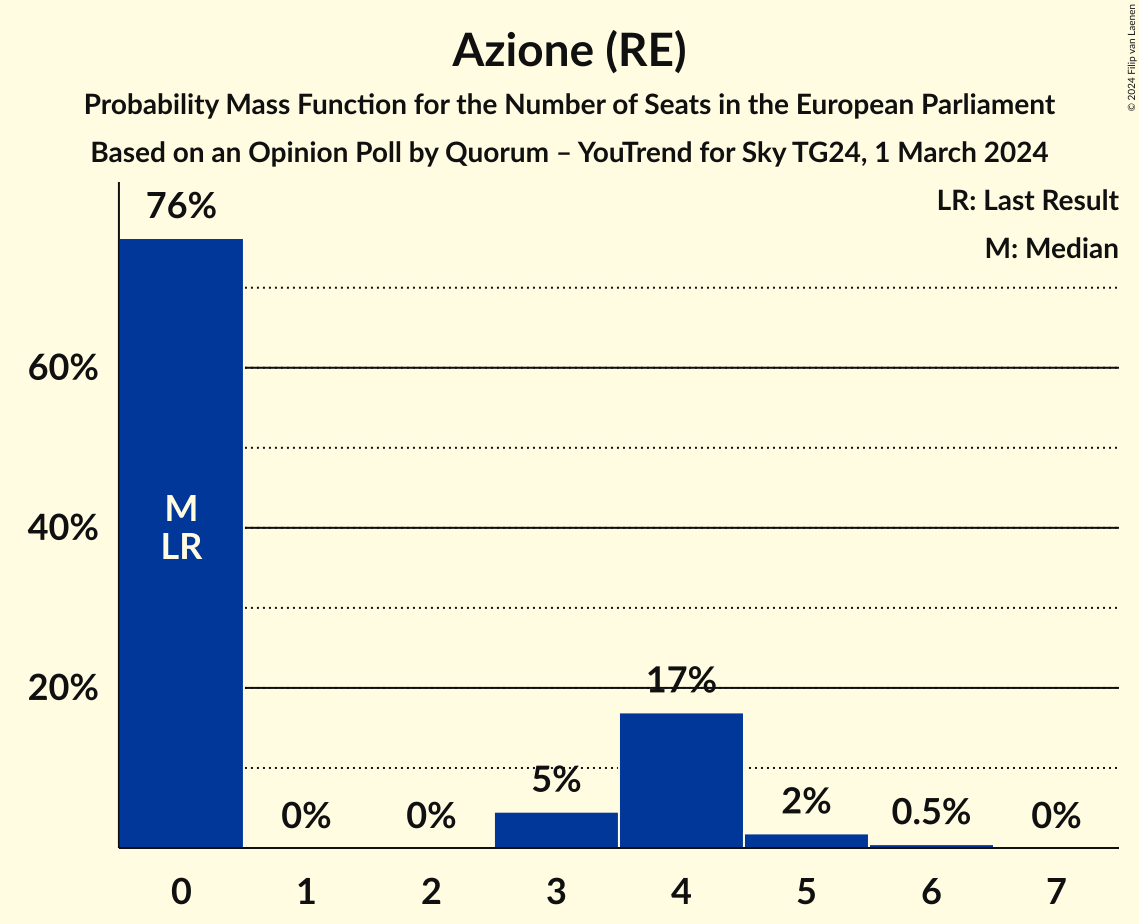 Azione (RE)
Probability Mass Function for the Number of Seats in the European Parliament
Based on an Opinion Poll by Quorum – YouTrend for Sky TG24, 1 March 2024
© 2024 Filip van Laenen
LR: Last Result
M: Median
76%
60%
40%
20%
M
LR
0%
0%
5%
17%
2%
0.5%
0%
0
1
2
3
4
5
6
7